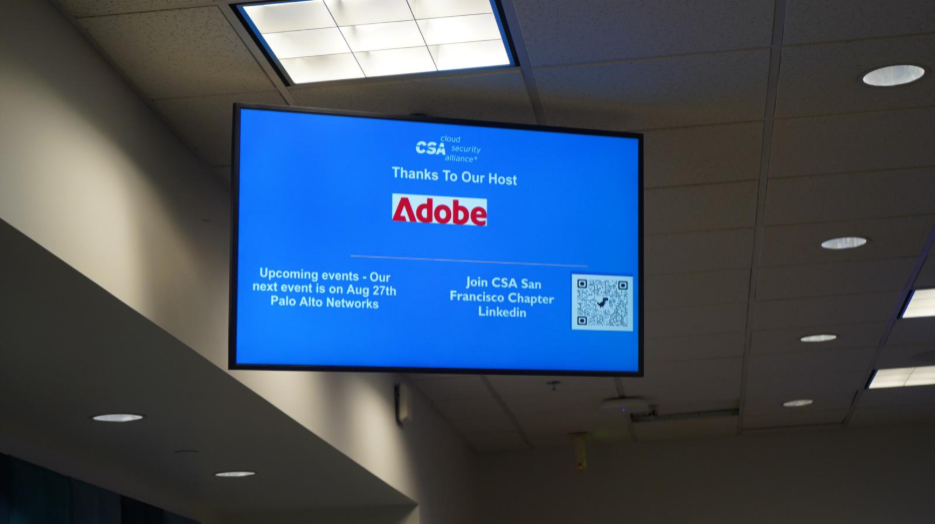 CSA cloud
security
alliance®
Thanks To Our Host
Adobe
Upcoming events - Our
next event is on Aug 27th
Palo Alto Networks
Join CSA San
Francisco Chapter
Linkedin